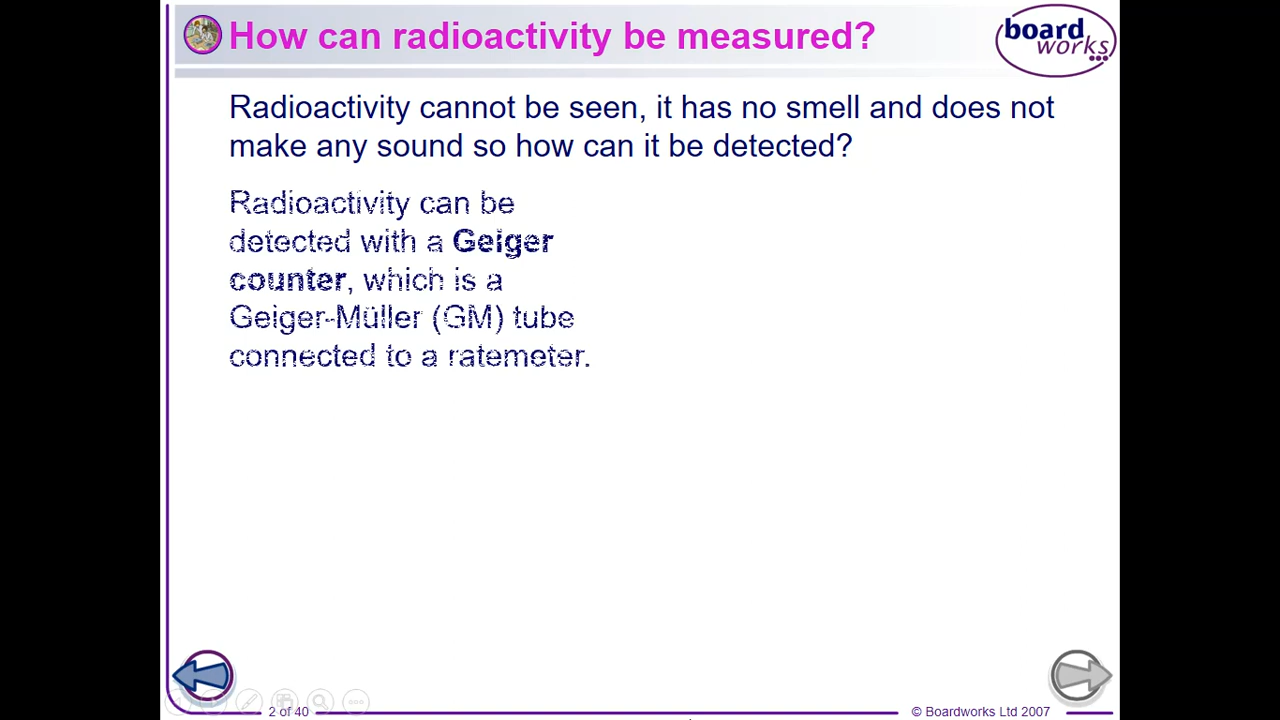 How can radioactivity be measured?
board
works
Radioactivity cannot be seen, it has no smell and does not
make any sound so how can it be detected?
Radioactivity can be
detected with a Geiger
counter, which is a
Geiger-Müller (GM) tube
connected to a ratemeter.
2 of 40
© Boardworks Ltd 2007